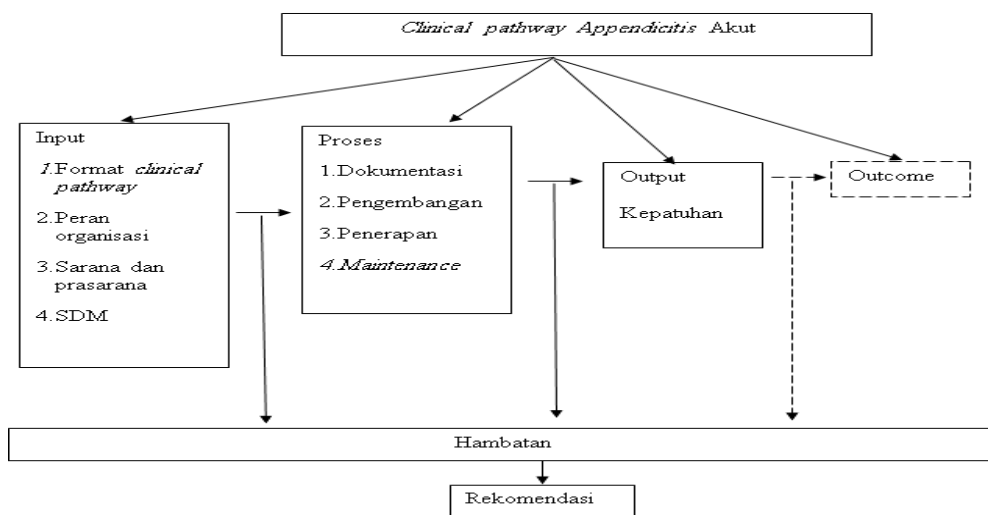 Clinical pathway Appendicitis Akut
Input
1.Format clinical
pathway
2.Peran
organisasi
3.Sarana dan
prasarana
4.SDM
Proses
1.Dokumentasi
2.Pengembangan
3.Penerapan
4.Maintenance
Output
Kepatuhan
Outcome
Hambatan
Rekomendasi